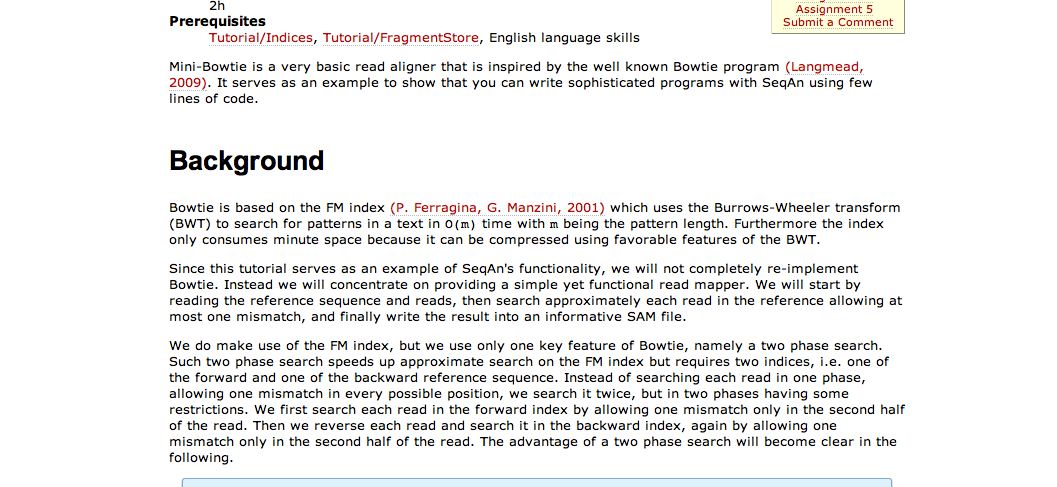 2h
Assignment 5
Submit a Comment
Prerequisites
Tutorial/Indices, Tutorial/FragmentStore, English language skills
Mini-Bowtie is a very basic read aligner that is inspired by the well known Bowtie program (Langmead,
2009). It serves as an example to show that you can write sophisticated programs with SeqAn using few
lines of code.
Background
Bowtie is based on the FM index (P. Ferragina, G. Manzini, 2001) which uses the Burrows-Wheeler transform
(BWT) to search for patterns in a text in O(m) time with m being the pattern length. Furthermore the index
only consumes minute space because it can be compressed using favorable features of the BWT.
Since this tutorial serves as an example of SeqAn's functionality, we will not completely re-implement
Bowtie. Instead we will concentrate on providing a simple yet functional read mapper. We will start by
reading the reference sequence and reads, then search approximately each read in the reference allowing at
most one mismatch, and finally write the result into an informative SAM file.
We do make use of the FM index, but we use only one key feature of Bowtie, namely a two phase search.
Such two phase search speeds up approximate search on the FM index but requires two indices, i.e. one of
the forward and one of the backward reference sequence. Instead of searching each read in one phase,
allowing one mismatch in every possible position, we search it twice, but in two phases having some
restrictions. We first search each read in the forward index by allowing one mismatch only in the second half
of the read. Then we reverse each read and search it in the backward index, again by allowing one
mismatch only in the second half of the read. The advantage of a two phase search will become clear in the
following.